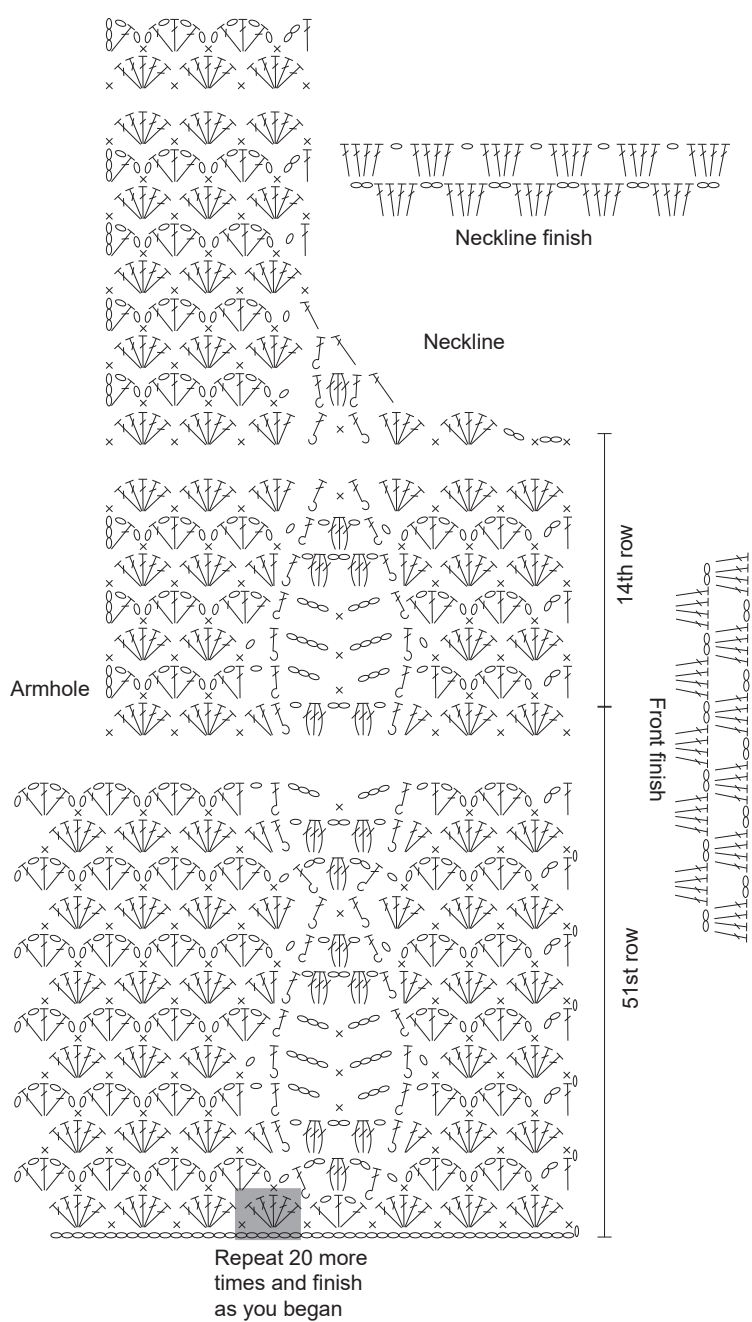 Neckline finish
Neckline
14th row
Armhole
Front finish
51st row
Repeat 20 more
times and finish
as you began